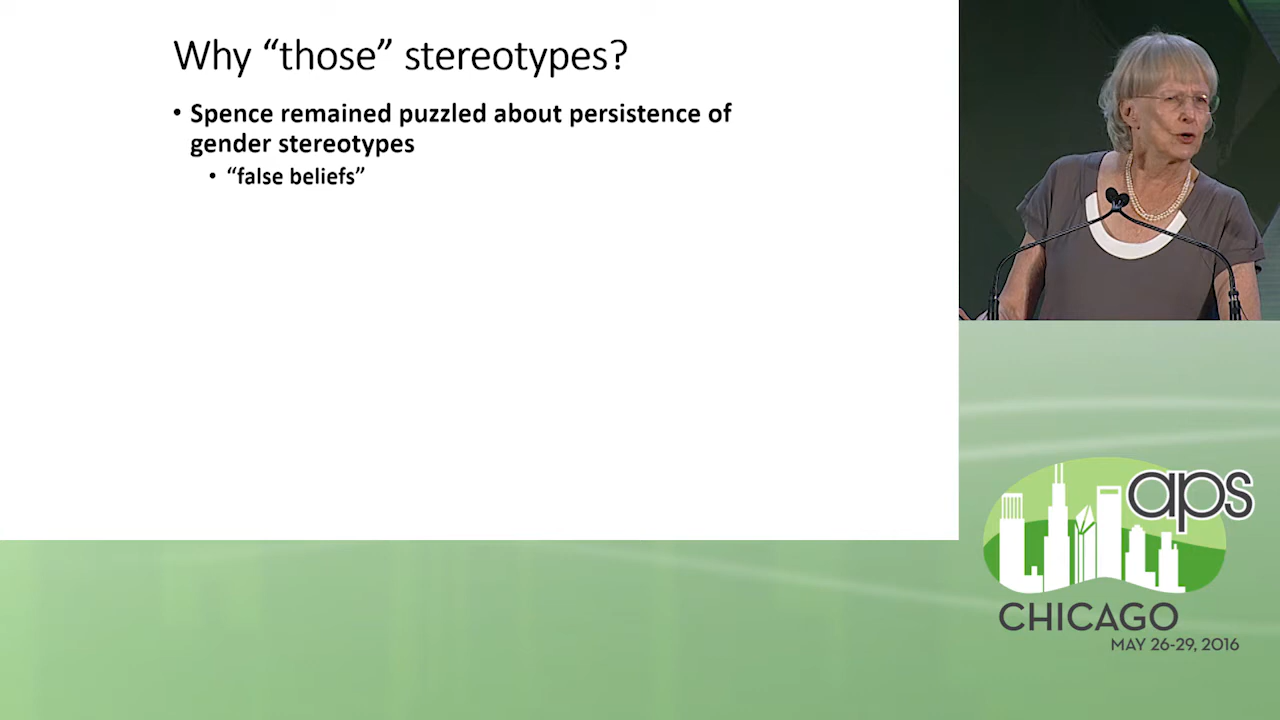 Why “those” stereotypes?
• Spence remained puzzled about persistence of
gender stereotypes
• “false beliefs”
aps
CHICAGO
MAY 26-29, 2016